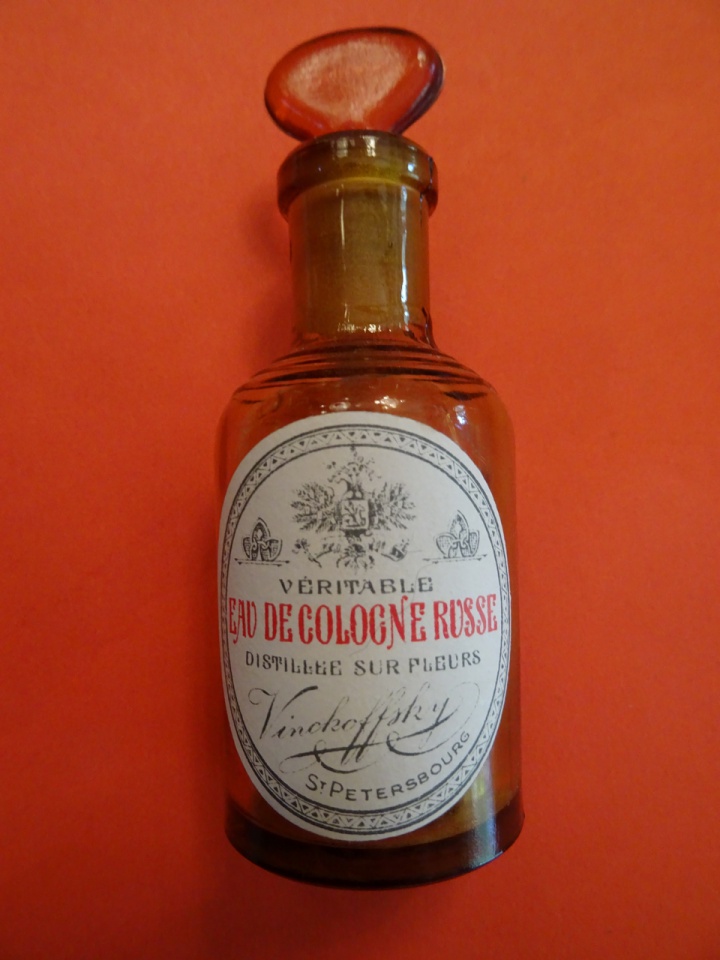 VÉRITABLE
EAU DE COLOGNE RUSSE
DISTILLÉE SUR FLEURS
Vinckoffsky
ST PETERSBOURG